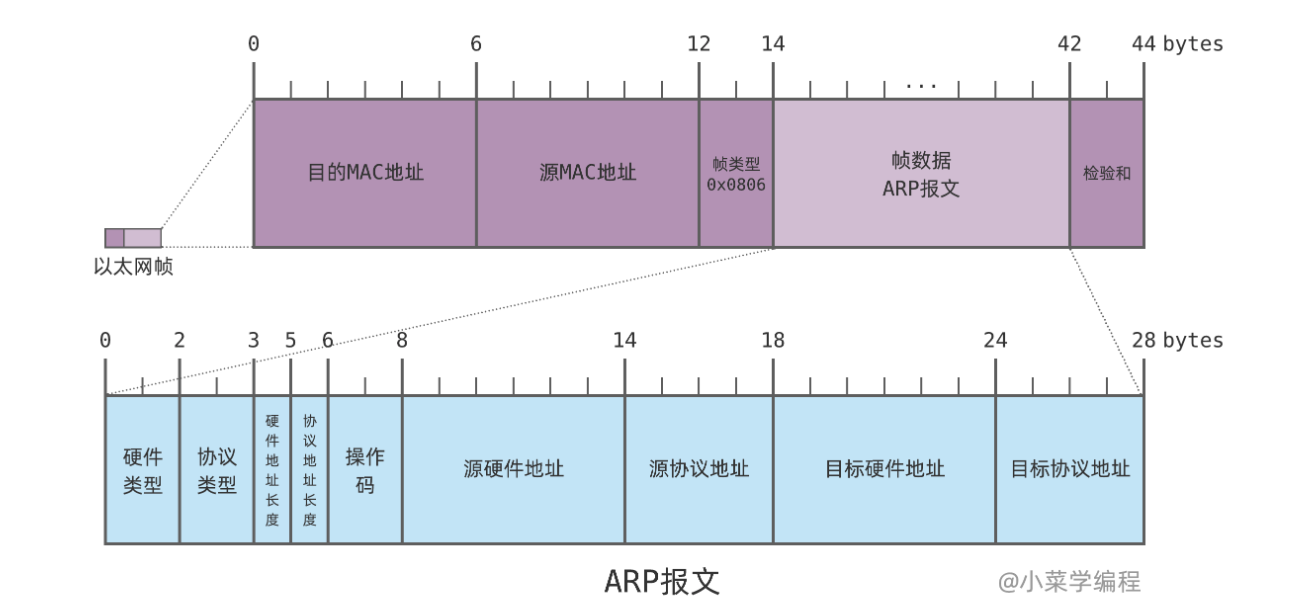 0 6 12 14 42 44 bytes
...
目的MAC地址 源MAC地址 帧类型 帧数据 检验和
0x0806 ARP报文
以太网帧
0 2 3 5 6 8 14 18 24 28 bytes
硬件 协议 硬件地址长度 协议地址长度 操作 源硬件地址 源协议地址 目标硬件地址 目标协议地址
类型 类型 码
ARP报文
@小菜学编程